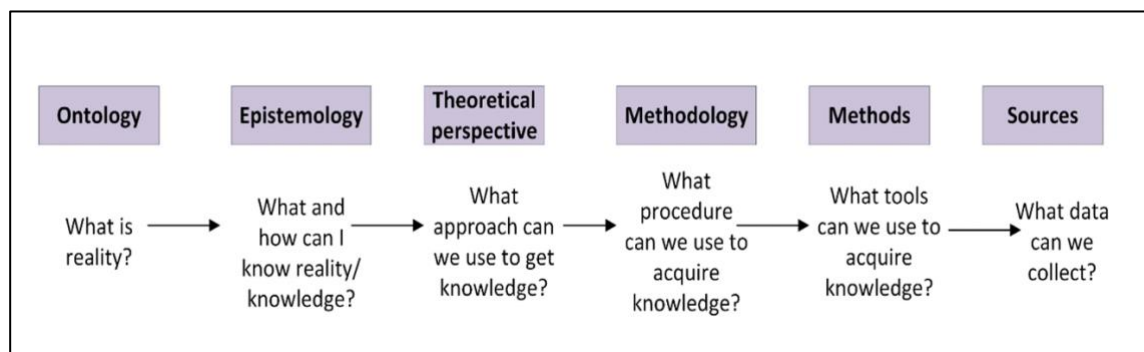 Ontology
Epistemology
Theoretical
perspective
Methodology
Methods
Sources
What is
reality?
What and
how can I
know reality/
knowledge?
What
approach can
we use to get
knowledge?
What
procedure
can we use to
acquire
knowledge?
What tools
can we use to
acquire
knowledge?
What data
can we
collect?